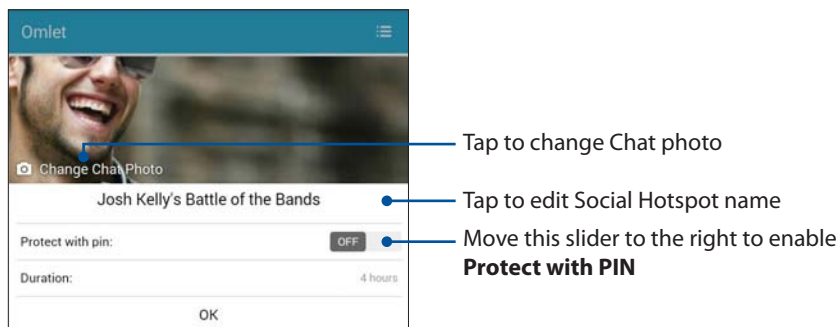 Omlet
Change Chat Photo
Tap to change Chat photo
Josh Kelly's Battle of the Bands
Tap to edit Social Hotspot name
Protect with pin:
OFF
Move this slider to the right to enable
Protect with PIN
Duration:
4 hours
OK